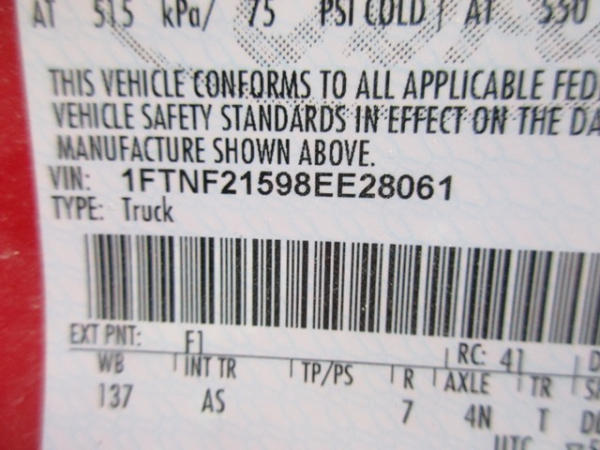 AT 515 kPa/ 75 PSI COLD AT 550
THIS VEHICLE CONFORMS TO ALL APPLICABLE FED
VEHICLE SAFETY STANDARDS IN EFFECT ON THE DA
MANUFACTURE SHOWN ABOVE.
VIN: 1FTNF21598EE28061
TYPE: Truck
EXT PNT: F1 RC: 41
WB INT TR TP/PS R AXLE TR
137 AS 7 4N T
UTC